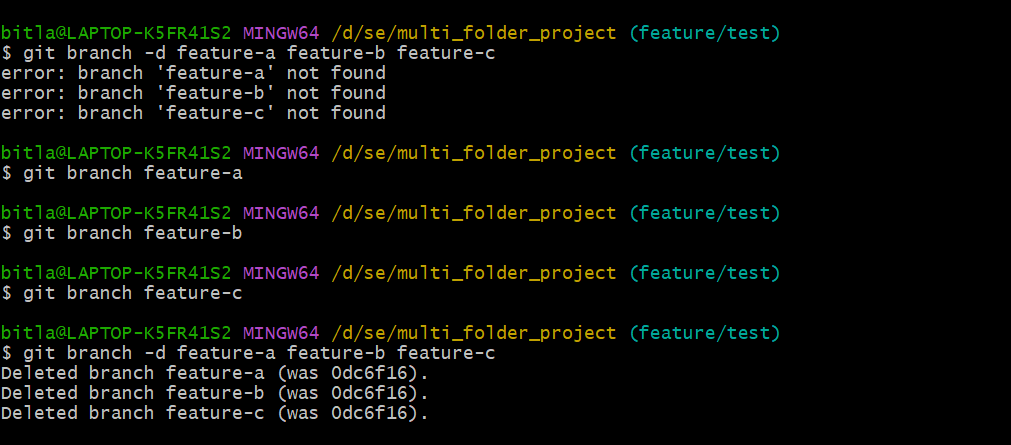 bitla@LAPTOP-K5FR41S2 MINGW64 /d/se/multi_folder_project (feature/test)
$ git branch -d feature-a feature-b feature-c
error: branch 'feature-a' not found
error: branch 'feature-b' not found
error: branch 'feature-c' not found
bitla@LAPTOP-K5FR41S2 MINGW64 /d/se/multi_folder_project (feature/test)
$ git branch feature-a
bitla@LAPTOP-K5FR41S2 MINGW64 /d/se/multi_folder_project (feature/test)
$ git branch feature-b
bitla@LAPTOP-K5FR41S2 MINGW64 /d/se/multi_folder_project (feature/test)
$ git branch feature-c
bitla@LAPTOP-K5FR41S2 MINGW64 /d/se/multi_folder_project (feature/test)
$ git branch -d feature-a feature-b feature-c
Deleted branch feature-a (was 0dc6f16).
Deleted branch feature-b (was 0dc6f16).
Deleted branch feature-c (was 0dc6f16).